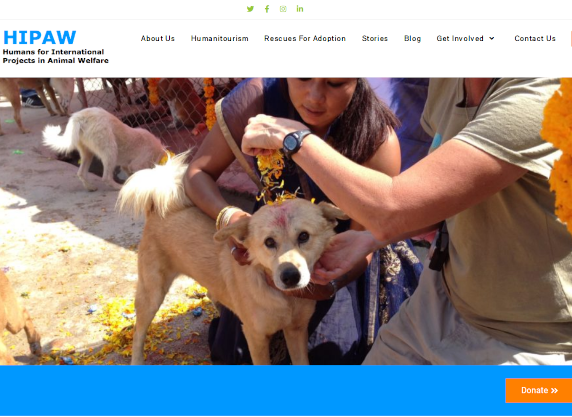 HIPAW
Humans for International
Projects in Animal Welfare
About Us Humanitourism Rescues For Adoption Stories Blog Get Involved Contact Us
Donate »